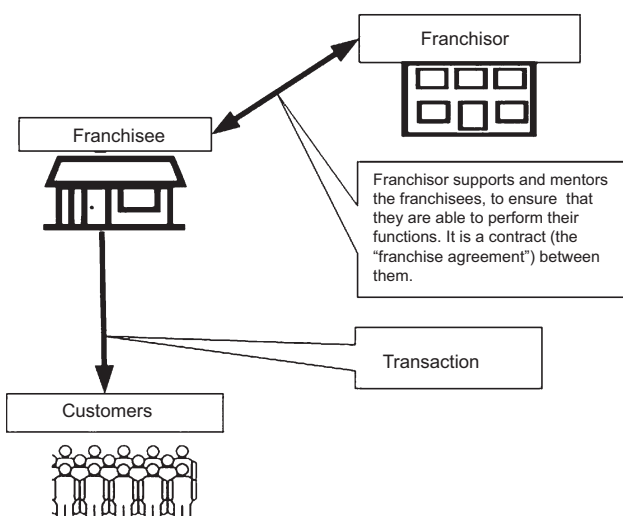 Franchisor
Franchisee
Franchisor supports and mentors
the franchisees, to ensure that
they are able to perform their
functions. It is a contract (the
“franchise agreement”) between
them.
Transaction
Customers